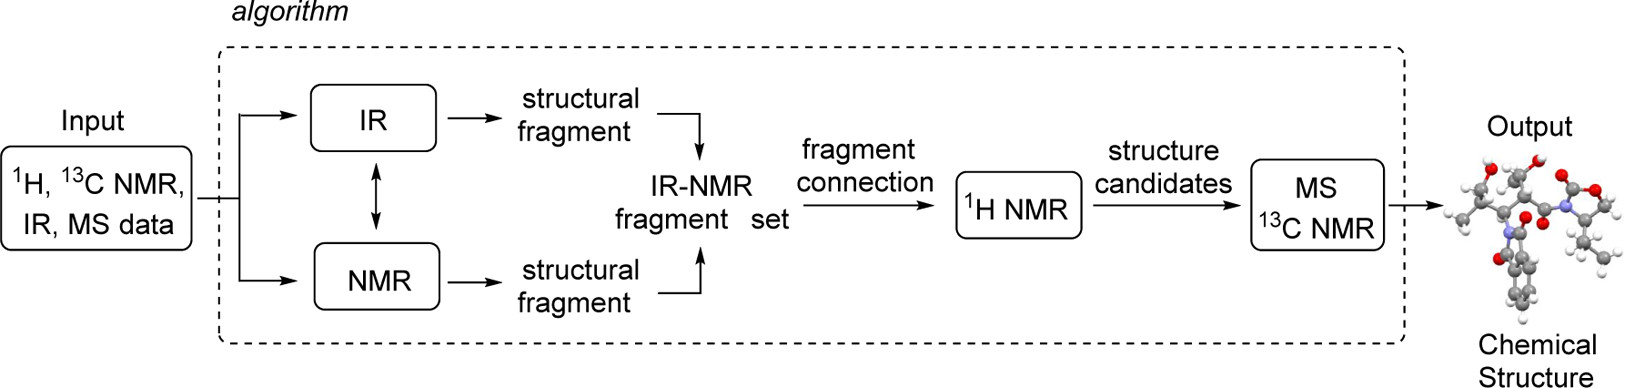 algorithm
Input
¹H, ¹³C NMR,
IR, MS data
IR
structural
fragment
NMR
structural
fragment
IR-NMR
fragment set
fragment
connection
¹H NMR
structure
candidates
MS
¹³C NMR
Output
Chemical
Structure